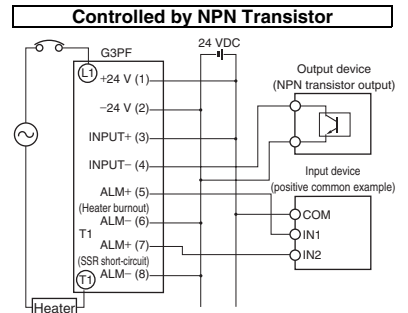 Controlled by NPN Transistor
G3PF
24 VDC
L1
+24 V (1)
−24 V (2)
INPUT+ (3)
INPUT− (4)
ALM+ (5)
(Heater burnout)
ALM− (6)
T1
ALM+ (7)
(SSR short-circuit)
T1
ALM− (8)
Heater
Output device
(NPN transistor output)
Input device
(positive common example)
COM
IN1
IN2